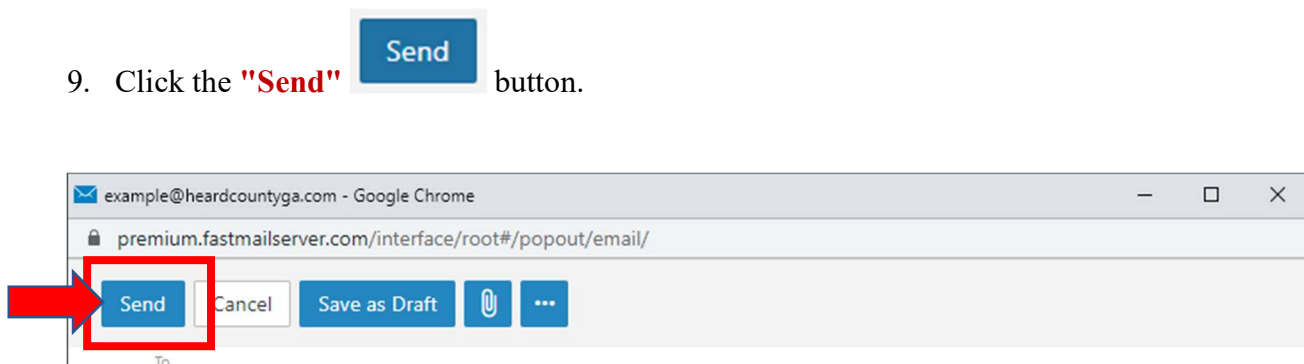 Send
9. Click the "Send" button.
example@heardcountyga.com - Google Chrome
premium.fastmailserver.com/interface/root#/popout/email/
Send Cancel Save as Draft ...
To